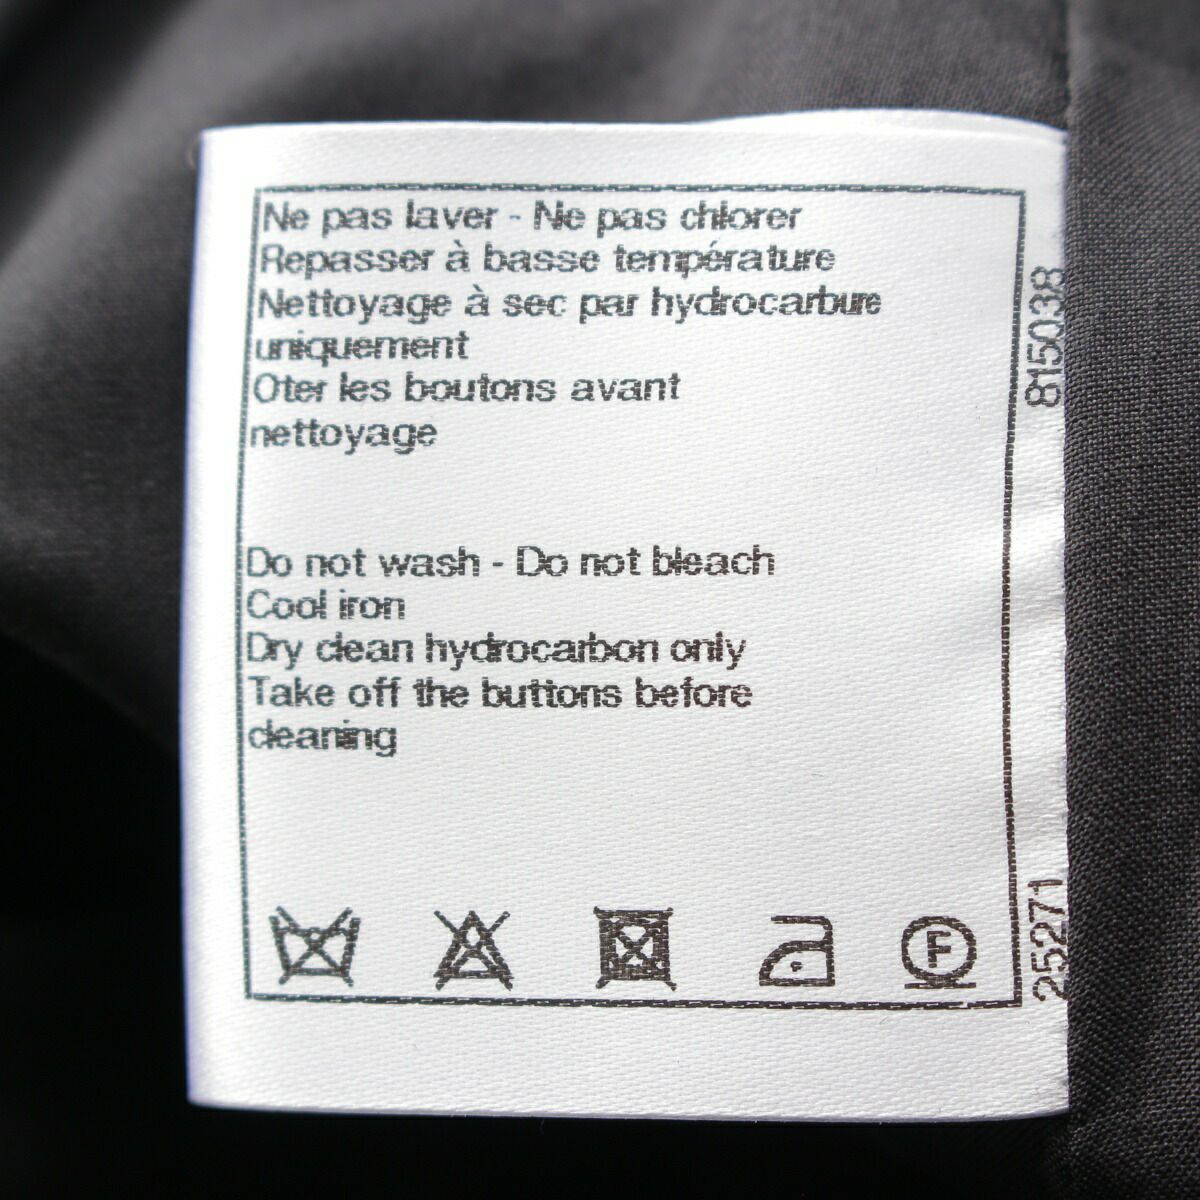 Ne pas laver - Ne pas chlorer
Repasser à basse température
Nettoyage à sec par hydrocarbure
uniquement
Oter les boutons avant
nettoyage
Do not wash - Do not bleach
Cool iron
Dry clean hydrocarbon only
Take off the buttons before
cleaning
F
815038
25271